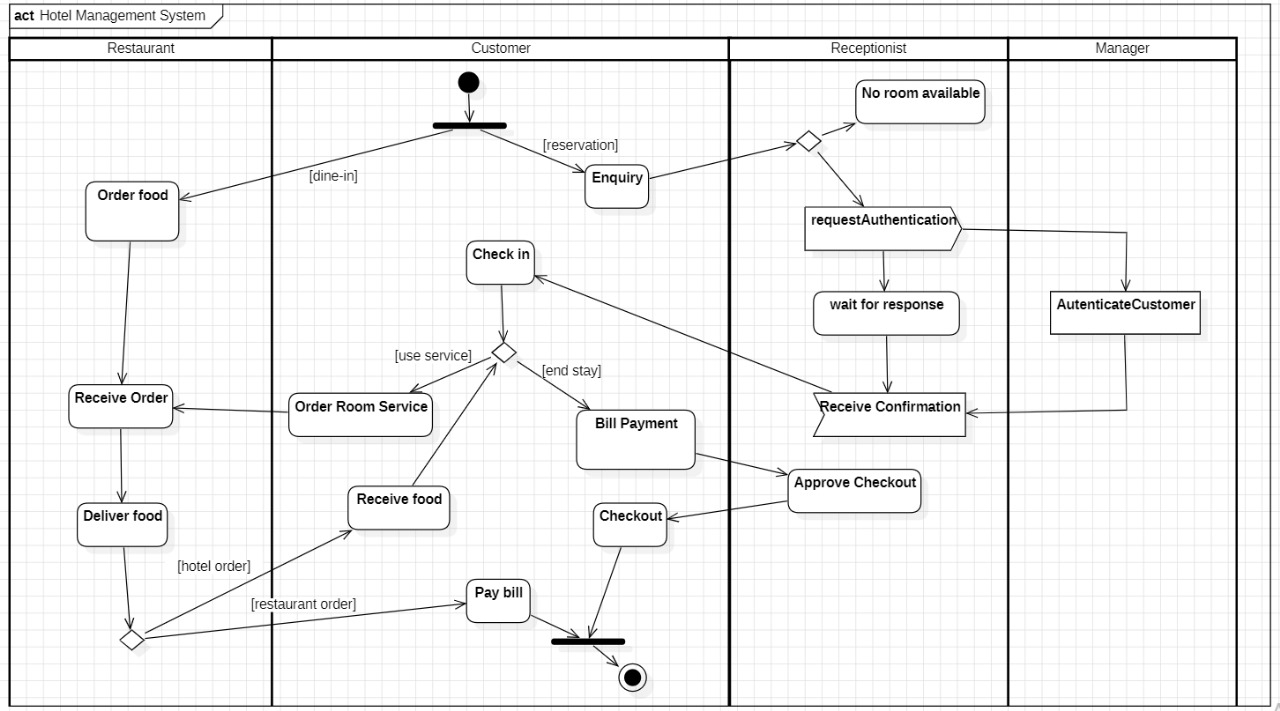 act Hotel Management System
Restaurant
Customer
Receptionist
Manager
No room available
[reservation]
[dine-in]
Enquiry
Order food
requestAuthentication
Check in
wait for response
AutenticateCustomer
[use service]
[end stay]
Receive Order
Order Room Service
Receive Confirmation
Bill Payment
Approve Checkout
Receive food
Deliver food
Checkout
[hotel order]
Pay bill
[restaurant order]